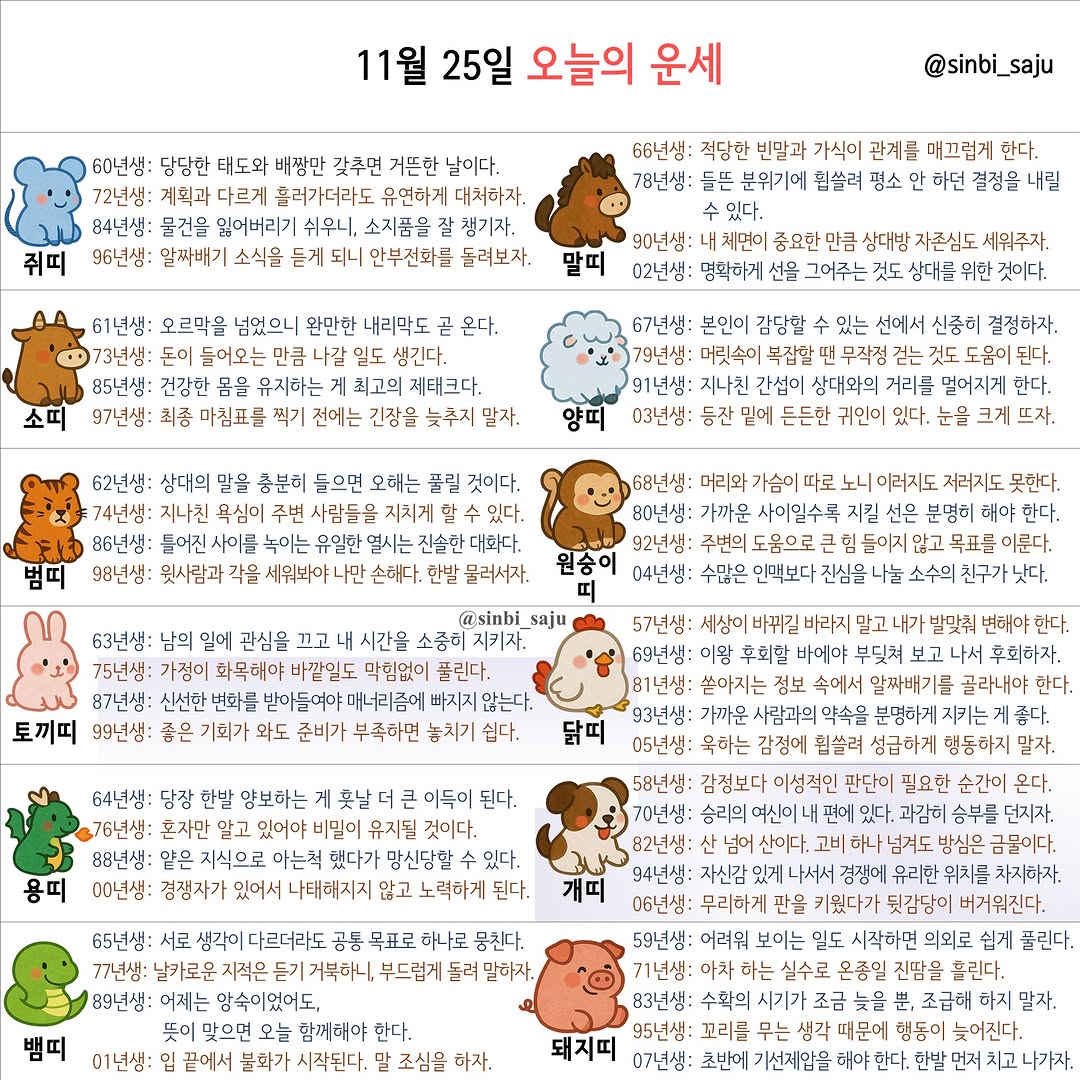 11월 25일 오늘의 운세
@sinbi_saju
60년생: 당당한 태도와 배짱만 갖추면 거뜬한 날이다.
72년생: 계획과 다르게 흘러가더라도 유연하게 대처하자.
84년생: 물건을 잃어버리기 쉬우니, 소지품을 잘 챙기자.
96년생: 알짜배기 소식을 듣게 되니 안부전화를 돌려보자.
쥐띠
66년생: 적당한 빈말과 가식이 관계를 매끄럽게 한다.
78년생: 들뜬 분위기에 휩쓸려 평소 안 하던 결정을 내릴
수 있다.
90년생: 내 체면이 중요한 만큼 상대방 자존심도 세워주자.
02년생: 명확하게 선을 그어주는 것도 상대를 위한 것이다.
말띠
61년생: 오르막을 넘었으니 완만한 내리막도 곧 온다.
73년생: 돈이 들어오는 만큼 나갈 일도 생긴다.
85년생: 건강한 몸을 유지하는 게 최고의 제태크다.
97년생: 최종 마침표를 찍기 전에는 긴장을 늦추지 말자.
소띠
67년생: 본인이 감당할 수 있는 선에서 신중히 결정하자.
79년생: 머릿속이 복잡할 땐 무작정 걷는 것도 도움이 된다.
91년생: 지나친 간섭이 상대와의 거리를 멀어지게 한다.
03년생: 등잔 밑에 든든한 귀인이 있다. 눈을 크게 뜨자.
양띠
62년생: 상대의 말을 충분히 들으면 오해는 풀릴 것이다.
74년생: 지나친 욕심이 주변 사람들을 지치게 할 수 있다.
86년생: 틀어진 사이를 녹이는 유일한 열시는 진솔한 대화다.
98년생: 윗사람과 각을 세워봐야 나만 손해다. 한발 물러서자.
범띠
68년생: 머리와 가슴이 따로 노니 이러지도 저러지도 못한다.
80년생: 가까운 사이일수록 지킬 선은 분명히 해야 한다.
92년생: 주변의 도움으로 큰 힘 들이지 않고 목표를 이룬다.
04년생: 수많은 인맥보다 진심을 나눌 소수의 친구가 낫다.
원숭이
띠
@sinbi_saju
63년생: 남의 일에 관심을 끄고 내 시간을 소중히 지키자.
75년생: 가정이 화목해야 바깥일도 막힘없이 풀린다.
87년생: 신선한 변화를 받아들여야 매너리즘에 빠지지 않는다.
99년생: 좋은 기회가 와도 준비가 부족하면 놓치기 쉽다.
토끼띠
57년생: 세상이 바뀌길 바라지 말고 내가 발맞춰 변해야 한다.
69년생: 이왕 후회할 바에야 부딪쳐 보고 나서 후회하자.
81년생: 쏟아지는 정보 속에서 알짜배기를 골라내야 한다.
93년생: 가까운 사람과의 약속을 분명하게 지키는 게 좋다.
05년생: 욱하는 감정에 휩쓸려 성급하게 행동하지 말자.
닭띠
64년생: 당장 한발 양보하는 게 훗날 더 큰 이득이 된다.
76년생: 혼자만 알고 있어야 비밀이 유지될 것이다.
88년생: 얕은 지식으로 아는척 했다가 망신당할 수 있다.
00년생: 경쟁자가 있어서 나태해지지 않고 노력하게 된다.
용띠
58년생: 감정보다 이성적인 판단이 필요한 순간이 온다.
70년생: 승리의 여신이 내 편에 있다. 과감히 승부를 던지자.
82년생: 산 넘어 산이다. 고비 하나 넘겨도 방심은 금물이다.
94년생: 자신감 있게 나서서 경쟁에 유리한 위치를 차지하자.
06년생: 무리하게 판을 키웠다가 뒷감당이 버거워진다.
개띠
65년생: 서로 생각이 다르더라도 공통 목표로 하나로 뭉친다.
77년생: 날카로운 지적은 듣기 거북하니, 부드럽게 돌려 말하자.
89년생: 어제는 앙숙이었어도,
뜻이 맞으면 오늘 함께해야 한다.
01년생: 입 끝에서 불화가 시작된다. 말 조심을 하자.
뱀띠
59년생: 어려워 보이는 일도 시작하면 의외로 쉽게 풀린다.
71년생: 아차 하는 실수로 온종일 진땀을 흘린다.
83년생: 수확의 시기가 조금 늦을 뿐, 조급해 하지 말자.
95년생: 꼬리를 무는 생각 때문에 행동이 늦어진다.
07년생: 초반에 기선제압을 해야 한다. 한발 먼저 치고 나가자.
돼지띠